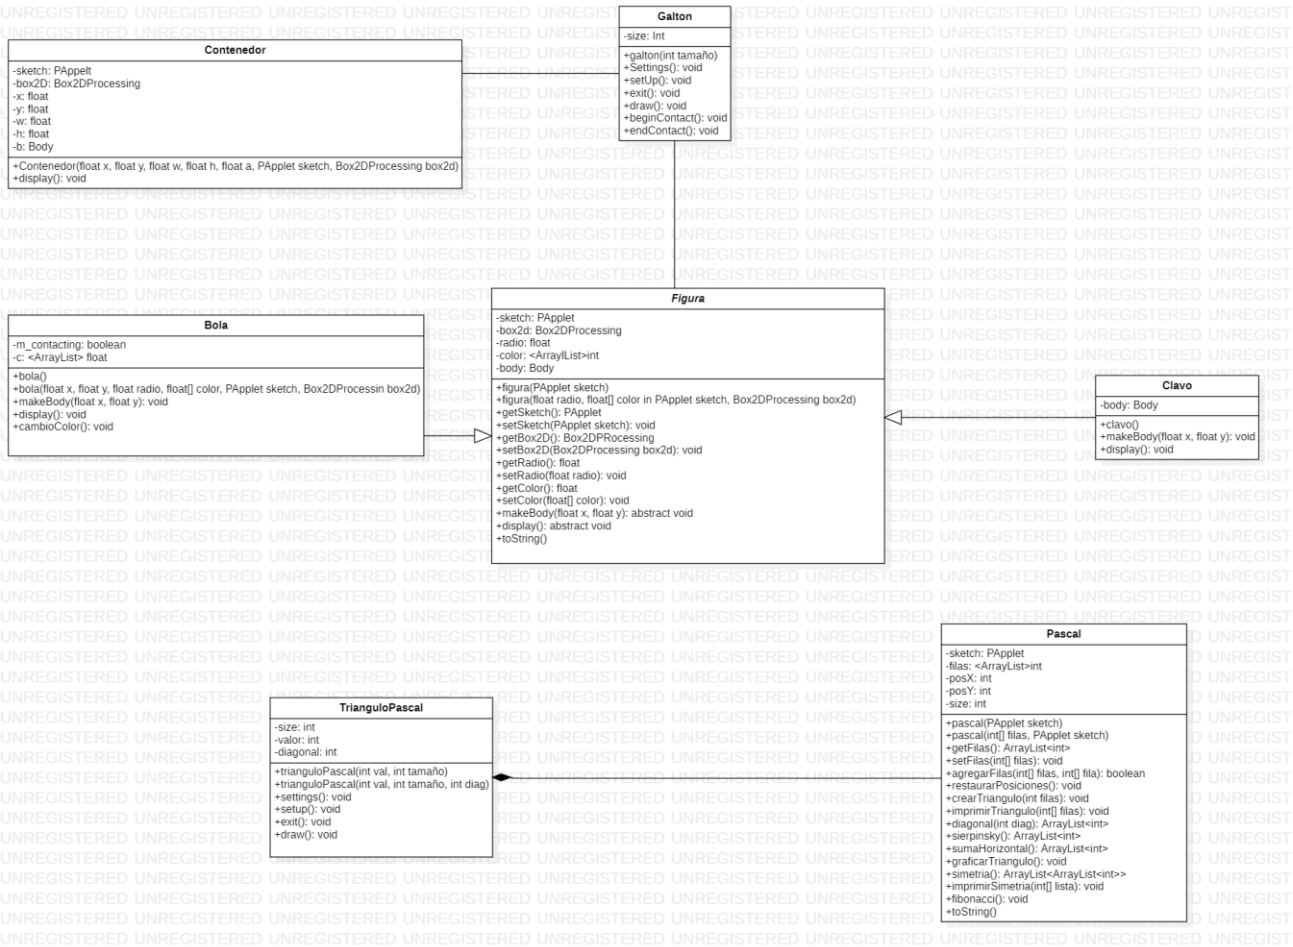 Galton
-size: Int
+galton(int tamaño)
+Settings(): void
+setUp(): void
+exit(): void
+draw(): void
+beginContact(): void
+endContact(): void
Contenedor
-sketch: PAppelt
-box2D: Box2DProcessing
-x: float
-y: float
-w: float
-h: float
-b: Body
+Contenedor(float x, float y, float w, float h, float a, PApplet sketch, Box2DProcessing box2d)
+display(): void
Figura
-sketch: PApplet
-box2d: Box2DProcessing
-radio: float
-color: <ArraylList>int
-body: Body
+figura(PApplet sketch)
+figura(float radio, float[] color in PApplet sketch, Box2DProcessing box2d)
+getSketch(): PApplet
+setSketch(PApplet sketch): void
+getBox2D(): Box2DPRocessing
+setBox2D(Box2DProcessing box2d): void
+getRadio(): float
+setRadio(float radio): void
+getColor(): float
+setColor(float[] color): void
+makeBody(float x, float y): abstract void
+display(): abstract void
+toString()
Bola
-m_contacting: boolean
-c: <ArrayList> float
+bola()
+bola(float x, float y, float radio, float[] color, PApplet sketch, Box2DProcessin box2d)
+makeBody(float x, float y): void
+display(): void
+cambioColor(): void
Clavo
-body: Body
+clavo()
+makeBody(float x, float y): void
+display(): void
TrianguloPascal
-size: int
-valor: int
-diagonal: int
+trianguloPascal(int val, int tamaño)
+trianguloPascal(int val, int tamaño, int diag)
+settings(): void
+setup(): void
+exit(): void
+draw(): void
Pascal
-sketch: PApplet
-filas: <ArrayList>int
-posX: int
-posY: int
-size: int
+pascal(PApplet sketch)
+pascal(int[] filas, PApplet sketch)
+getFilas(): ArrayList<int>
+setFilas(int[] filas): void
+agregarFilas(int[] filas, int[] fila): boolean
+restaurarPosiciones(): void
+crearTriangulo(int filas): void
+imprimirTriangulo(int[] filas): void
+diagonal(int diag): ArrayList<int>
+sierpinsky(): ArrayList<int>
+sumaHorizontal(): ArrayList<int>
+graficarTriangulo(): void
+simetria(): ArrayList<ArrayList<int>>
+imprimirSimetria(int[] lista): void
+fibonacci(): void
+toString()